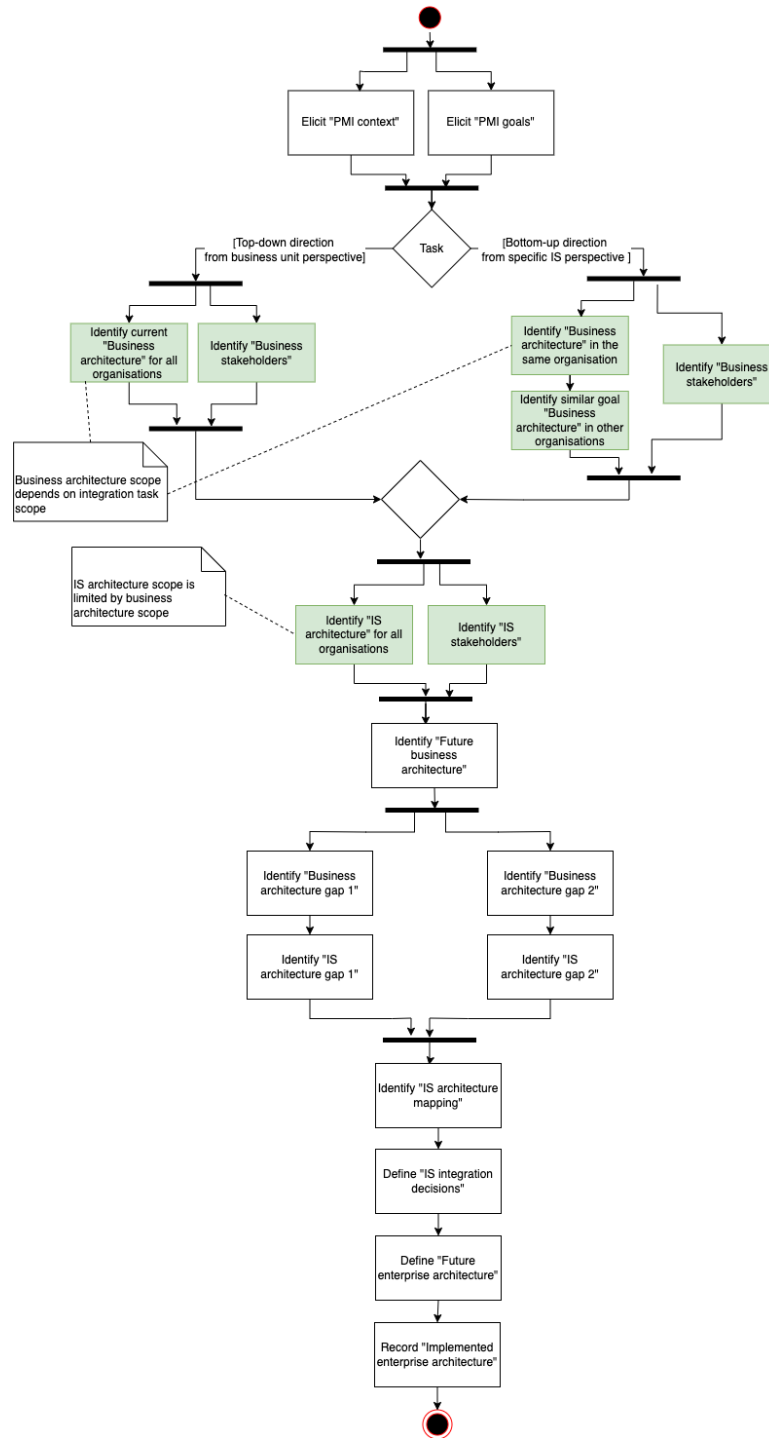 Elicit "PMI context"
Elicit "PMI goals"
Task
[Top-down direction
from business unit perspective]
[Bottom-up direction
from specific IS perspective ]
Identify current
"Business
architecture" for all
organisations
Identify "Business
stakeholders"
Identify "Business
architecture" in the
same organisation
Identify "Business
stakeholders"
Identify similar goal
"Business
architecture" in other
organisations
Business architecture scope
depends on integration task
scope
IS architecture scope is
limited by business
architecture scope
Identify "IS
architecture" for all
organisations
Identify "IS
stakeholders"
Identify "Future
business
architecture"
Identify "Business
architecture gap 1"
Identify "Business
architecture gap 2"
Identify "IS
architecture gap 1"
Identify "IS
architecture gap 2"
Identify "IS architecture
mapping"
Define "IS integration
decisions"
Define "Future
enterprise architecture"
Record "Implemented
enterprise architecture"